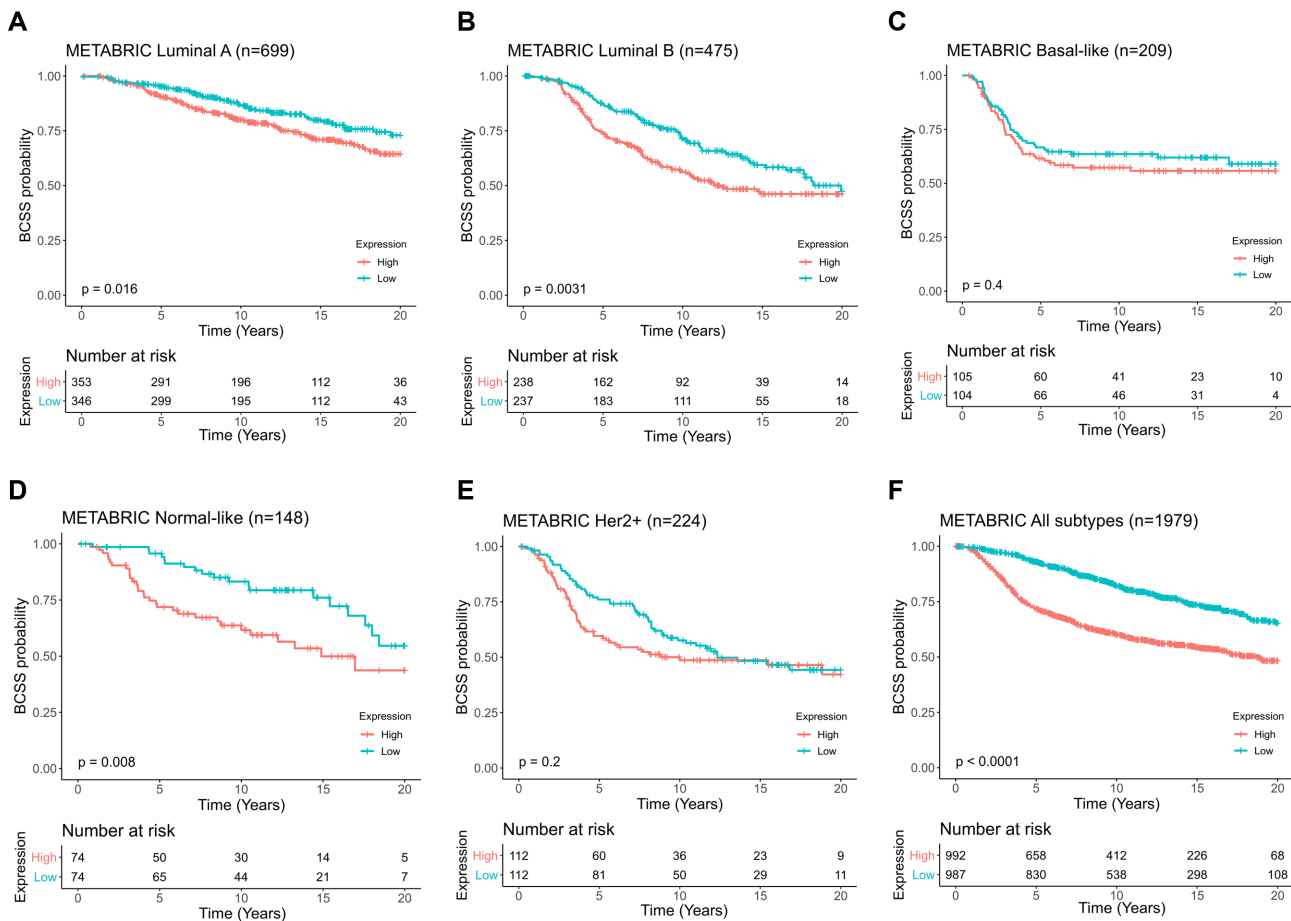 A
METABRIC Luminal A (n=699)
BCSS probability
1.00
0.75
0.50
0.25
0.00
Expression
High
Low
p = 0.016
0 5 10 15 20
Time (Years)
Number at risk
Expression
High 353 291 196 112 36
Low 346 299 195 112 43
0 5 10 15 20
Time (Years)
B
METABRIC Luminal B (n=475)
BCSS probability
1.00
0.75
0.50
0.25
0.00
Expression
High
Low
p = 0.0031
0 5 10 15 20
Time (Years)
Number at risk
Expression
High 238 162 92 39 14
Low 237 183 111 55 18
0 5 10 15 20
Time (Years)
C
METABRIC Basal-like (n=209)
BCSS probability
1.00
0.75
0.50
0.25
0.00
Expression
High
Low
p = 0.4
0 5 10 15 20
Time (Years)
Number at risk
Expression
High 105 60 41 23 10
Low 104 66 46 31 4
0 5 10 15 20
Time (Years)
D
METABRIC Normal-like (n=148)
BCSS probability
1.00
0.75
0.50
0.25
0.00
Expression
High
Low
p = 0.008
0 5 10 15 20
Time (Years)
Number at risk
Expression
High 74 50 30 14 5
Low 74 65 44 21 7
0 5 10 15 20
Time (Years)
E
METABRIC Her2+ (n=224)
BCSS probability
1.00
0.75
0.50
0.25
0.00
Expression
High
Low
p = 0.2
0 5 10 15 20
Time (Years)
Number at risk
Expression
High 112 60 36 23 9
Low 112 81 50 29 11
0 5 10 15 20
Time (Years)
F
METABRIC All subtypes (n=1979)
BCSS probability
1.00
0.75
0.50
0.25
0.00
Expression
High
Low
p < 0.0001
0 5 10 15 20
Time (Years)
Number at risk
Expression
High 992 658 412 226 68
Low 987 830 538 298 108
0 5 10 15 20
Time (Years)